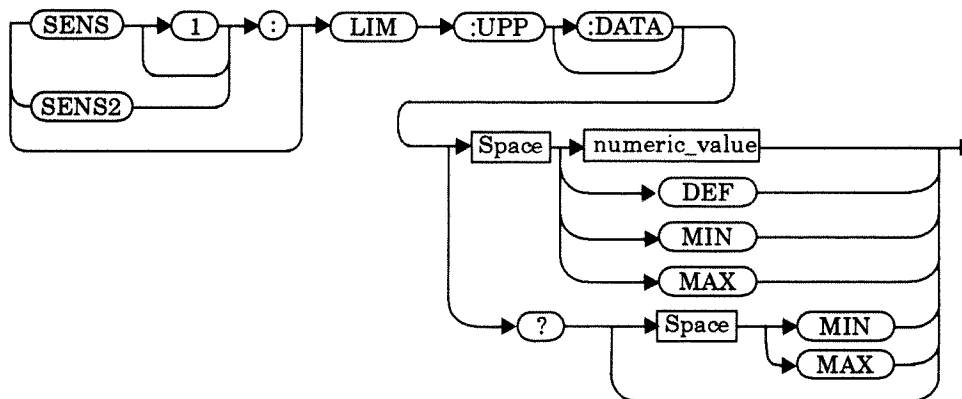 SENS 1 : LIM :UPP :DATA
SENS2
Space numeric_value
DEF
MIN
MAX
? Space MIN
MAX